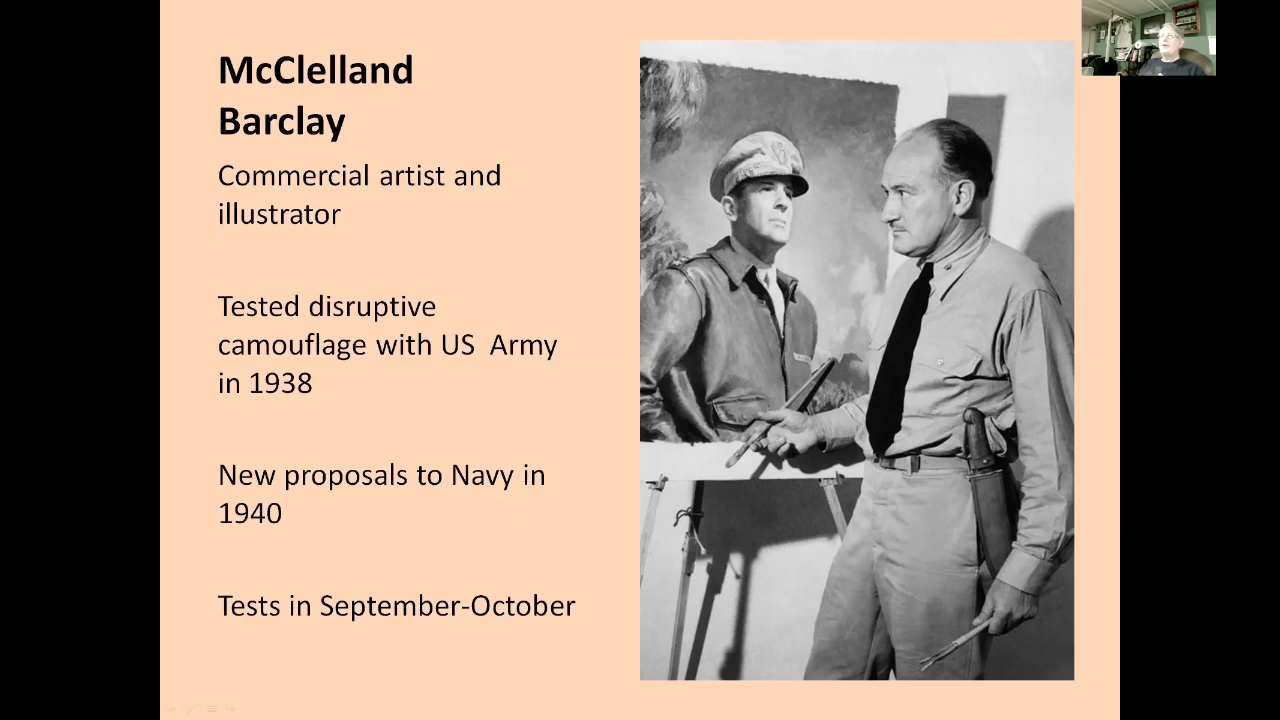 McClelland
Barclay
Commercial artist and
illustrator
Tested disruptive
camouflage with US  Army
in 1938
New proposals to Navy in
1940
Tests in September-October